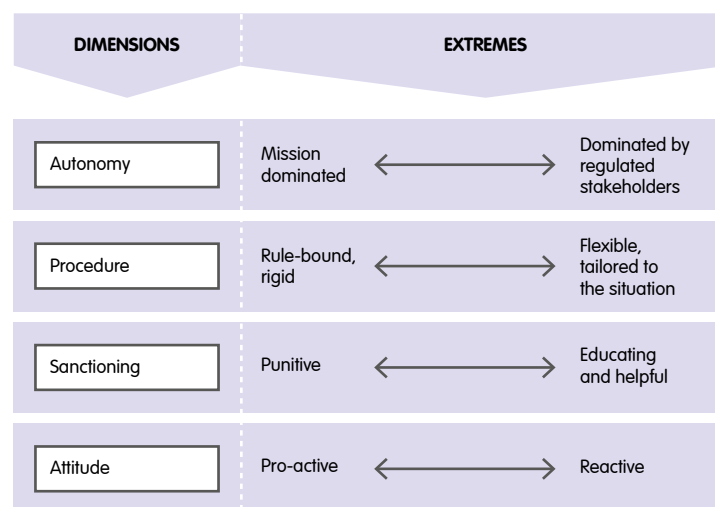 DIMENSIONS
EXTREMES
Autonomy
Mission
dominated
Dominated by
regulated
stakeholders
Procedure
Rule-bound,
rigid
Flexible,
tailored to
the situation
Sanctioning
Punitive
Educating
and helpful
Attitude
Pro-active
Reactive